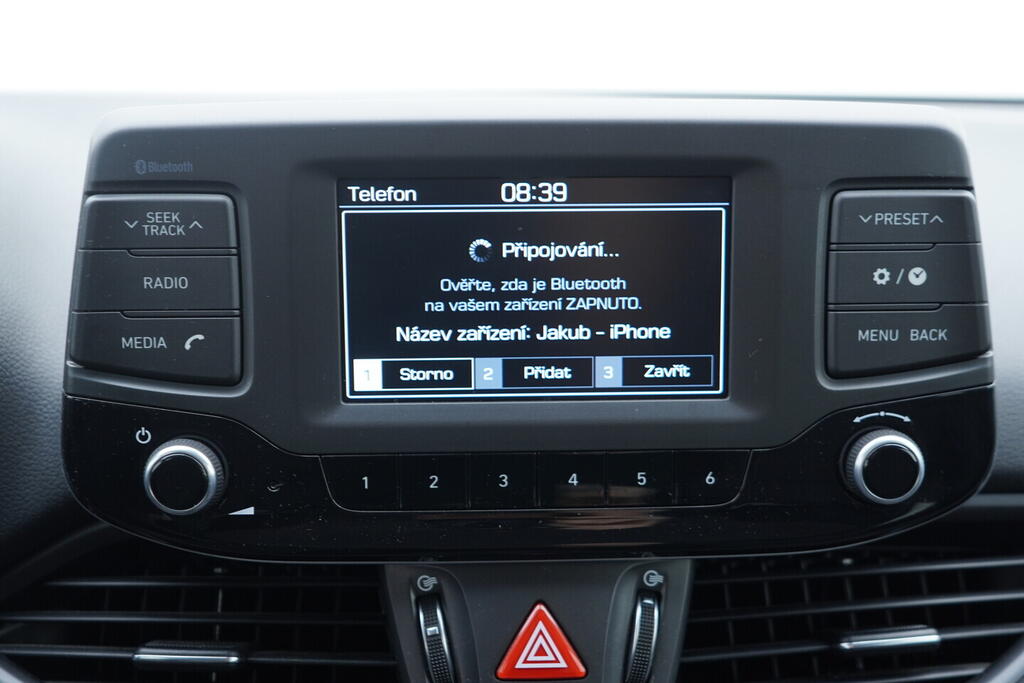 Bluetooth
Telefon 08:39
SEEK
TRACK
RADIO
MEDIA
Připojování...
Ověřte, zda je Bluetooth
na vašem zařízení ZAPNUTO.
Název zařízení: Jakub - iPhone
1 Storno 2 Přidat 3 Zavřít
PRESET
/
MENU BACK
1 2 3 4 5 6